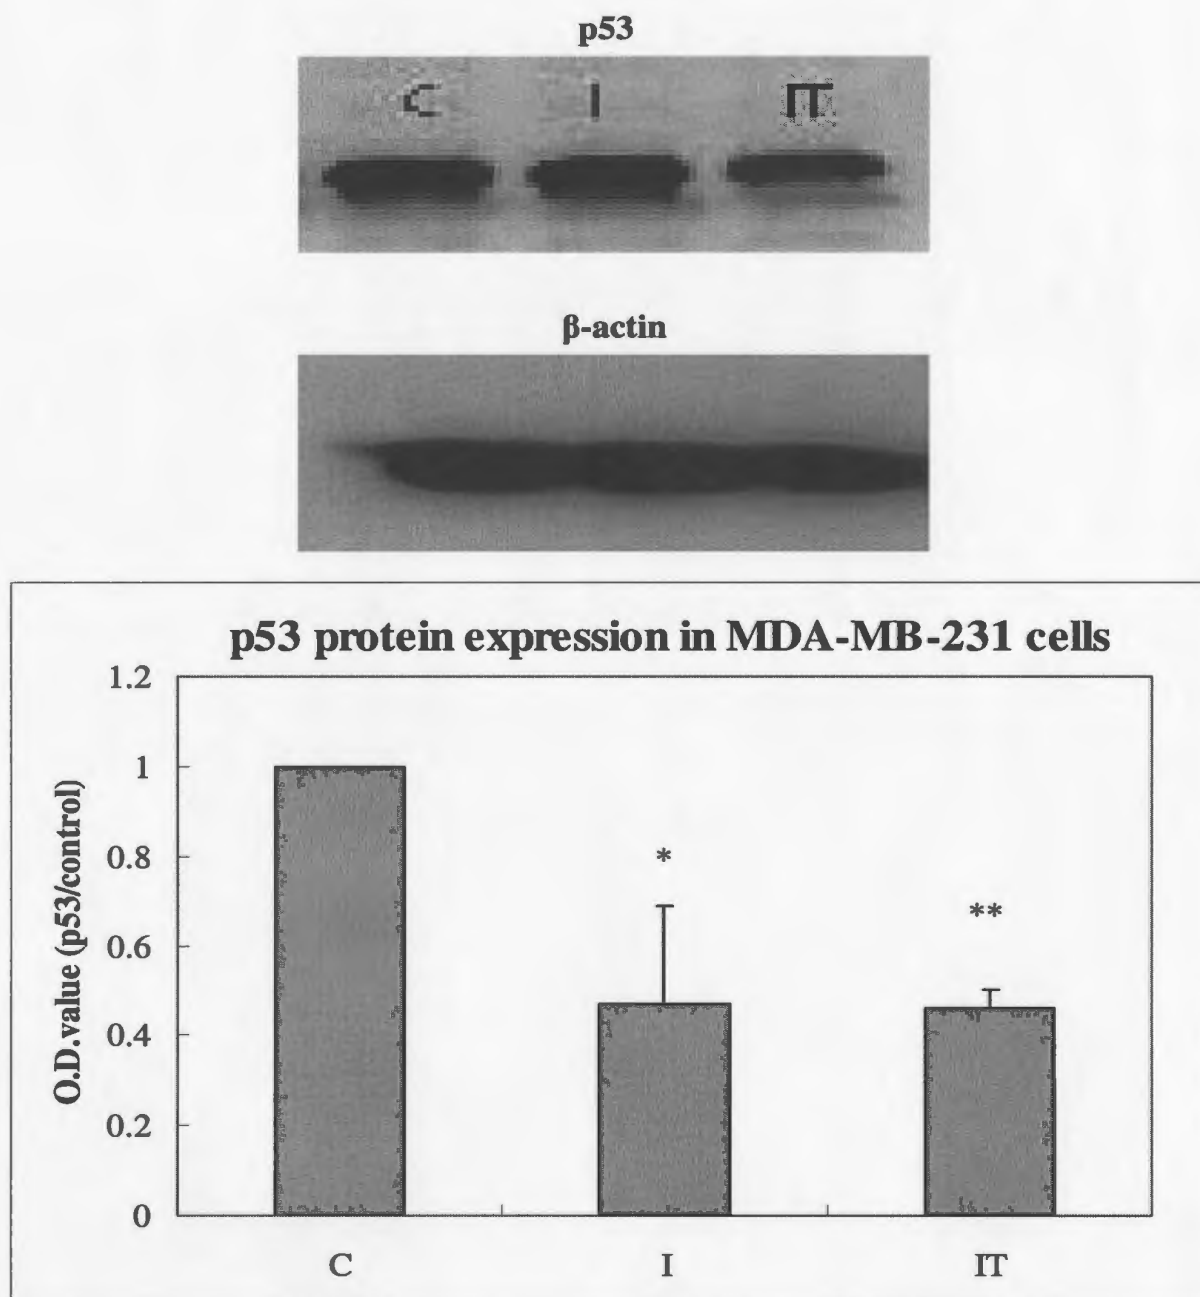 p53
C I IT
β-actin
p53 protein expression in MDA-MB-231 cells
O.D.value (p53/control)
1.2
1
0.8
0.6
0.4
0.2
0
*
**
C I IT